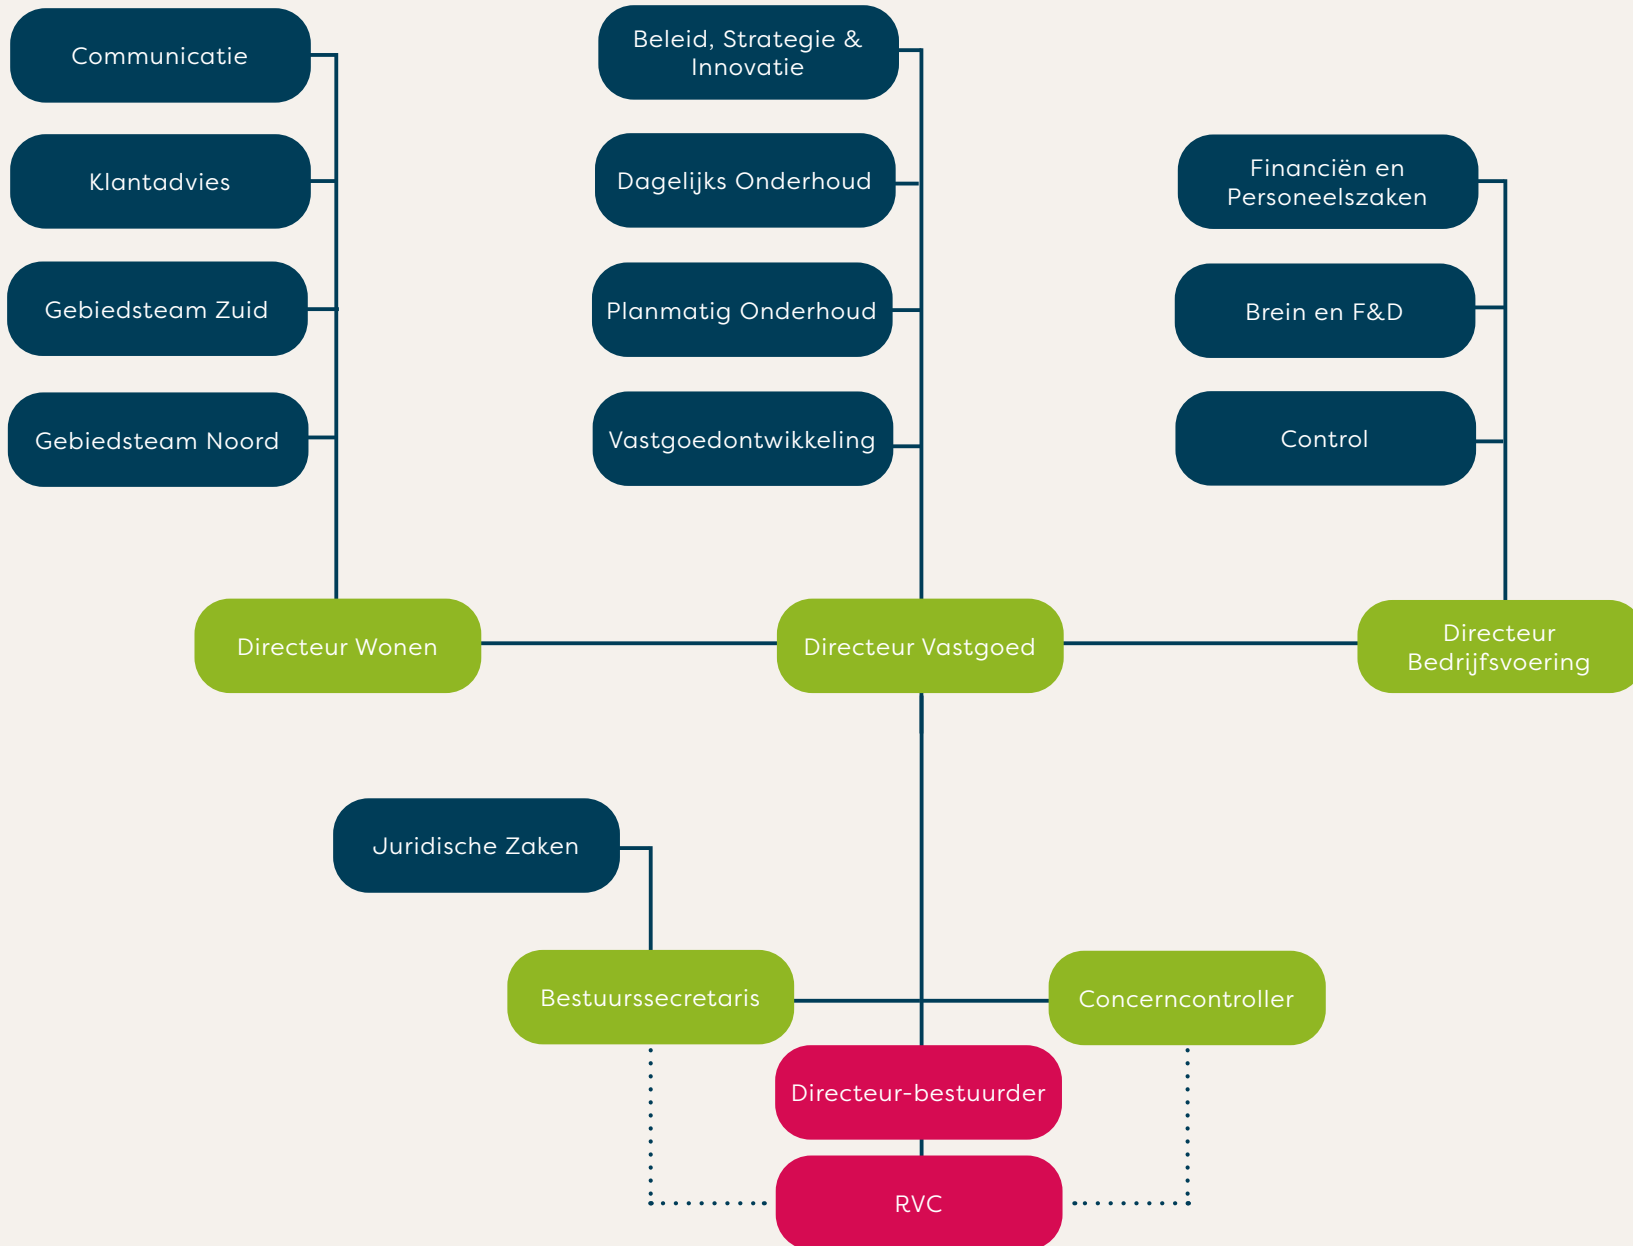 Communicatie
Klantadvies
Gebiedsteam Zuid
Gebiedsteam Noord
Beleid, Strategie &
Innovatie
Dagelijks Onderhoud
Planmatig Onderhoud
Vastgoedontwikkeling
Financiën en
Personeelszaken
Brein en F&D
Control
Directeur Wonen
Directeur Vastgoed
Directeur
Bedrijfsvoering
Juridische Zaken
Bestuurssecretaris
Concerncontroller
Directeur-bestuurder
RVC